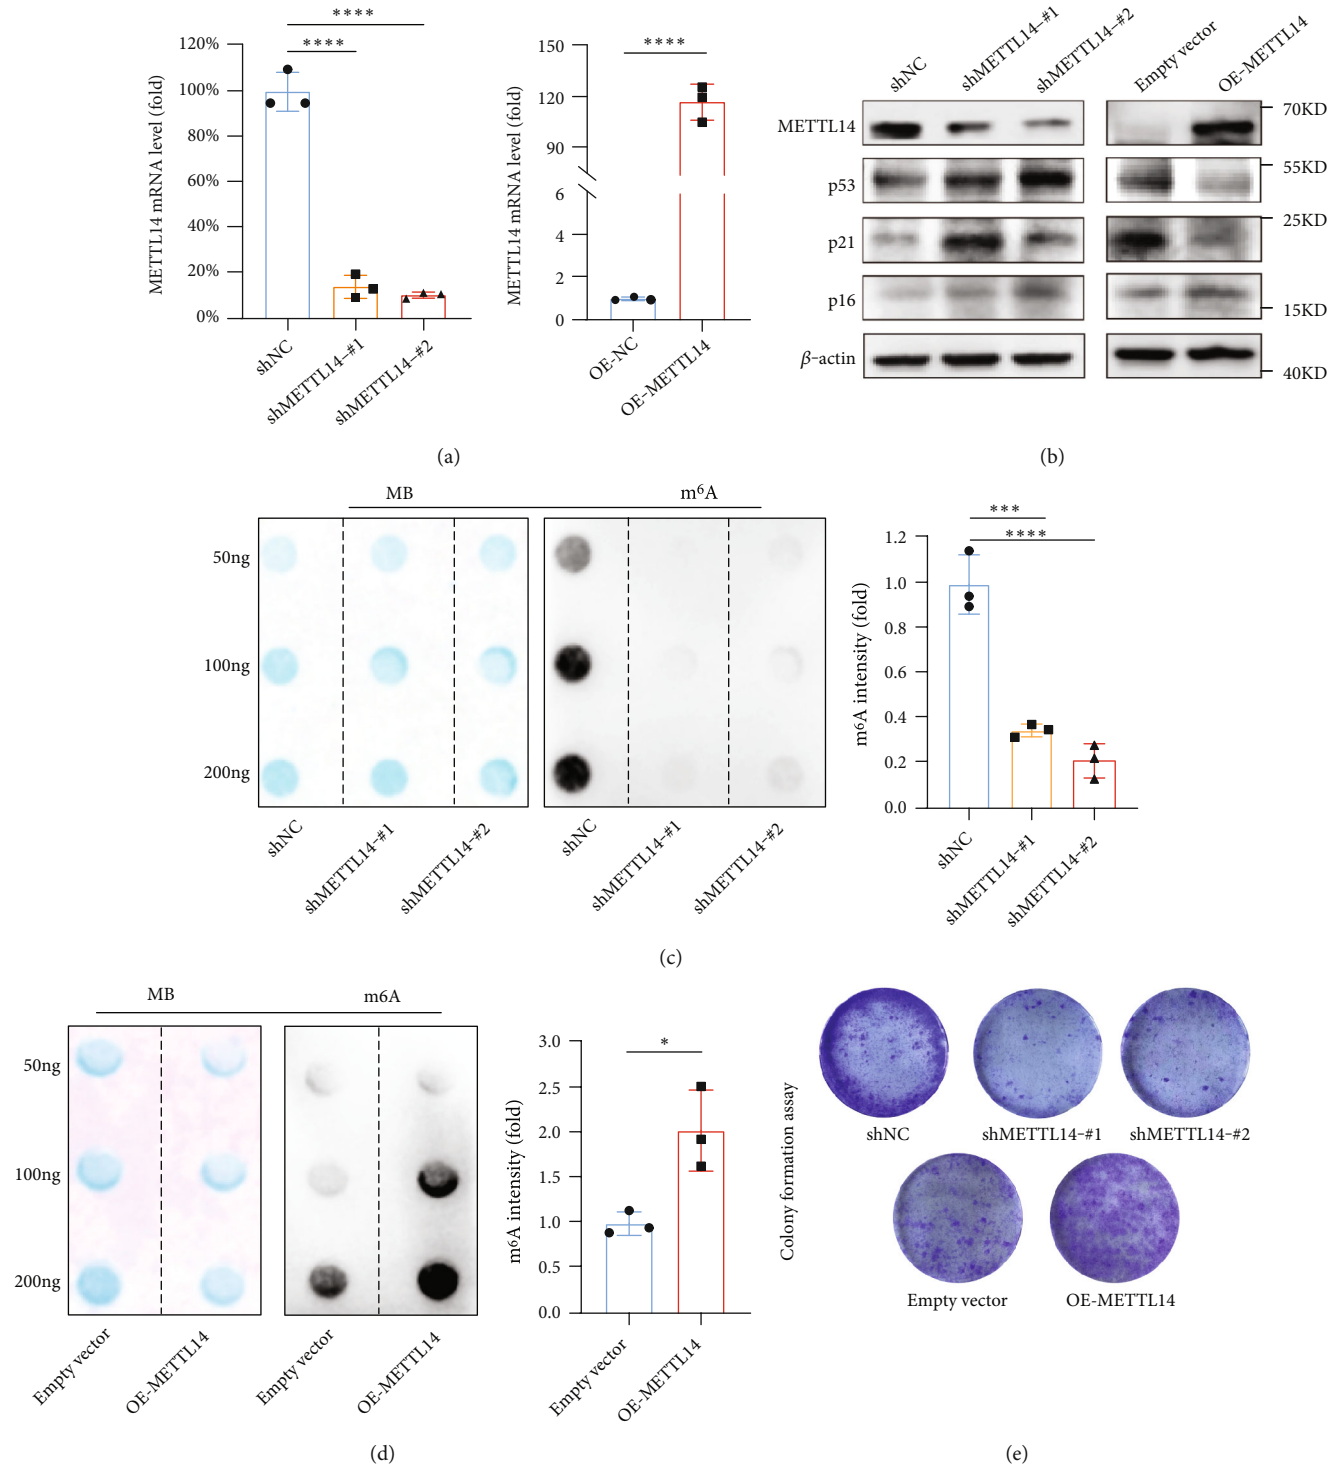 ****
****
120%
100%
80%
60%
40%
20%
0%
METTL14 mRNA level (fold)
shNC
shMETTL14-#1
shMETTL14-#2
****
150
120
90
6
4
2
0
METTL14 mRNA level (fold)
OE-NC
OE-METTL14
(a)
shNC
shMETTL14-#1
shMETTL14-#2
Empty vector
OE-METTL14
METTL14
p53
p21
p16
β-actin
70KD
55KD
25KD
15KD
40KD
(b)
MB
m⁶A
50ng
100ng
200ng
shNC
shMETTL14-#1
shMETTL14-#2
shNC
shMETTL14-#1
shMETTL14-#2
***
****
1.2
1.0
0.8
0.6
0.4
0.2
0.0
m⁶A intensity (fold)
shNC
shMETTL14-#1
shMETTL14-#2
(c)
MB
m6A
50ng
100ng
200ng
Empty vector
OE-METTL14
Empty vector
OE-METTL14
*
3.0
2.5
2.0
1.5
1.0
0.5
0.0
m⁶A intensity (fold)
Empty vector
OE-METTL14
(d)
Colony formation assay
shNC
shMETTL14-#1
shMETTL14-#2
Empty vector
OE-METTL14
(e)